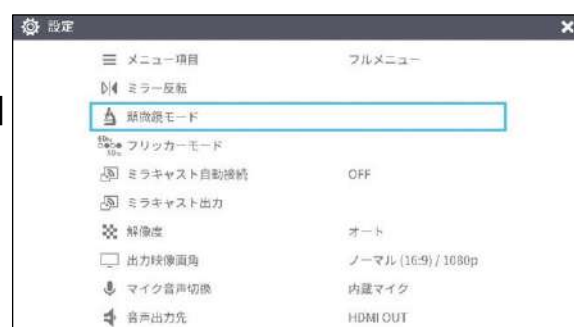 設定
メニュー項目 フルメニュー
ミラー反転
顕微鏡モード
フリッカーモード
ミラキャスト自動接続 OFF
ミラキャスト出力
解像度 オート
出力映像画角 ノーマル (16:9) / 1080p
マイク音声切換 内蔵マイク
音声出力先 HDMI OUT